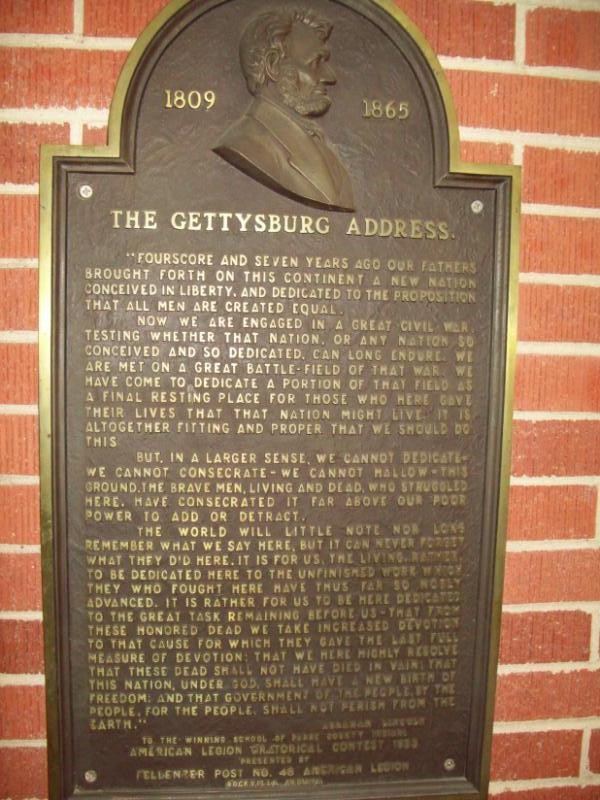 1809
1865
THE GETTYSBURG ADDRESS.
"FOURSCORE AND SEVEN YEARS AGO OUR FATHERS
BROUGHT FORTH ON THIS CONTINENT A NEW NATION
CONCEIVED IN LIBERTY, AND DEDICATED TO THE PROPOSITION
THAT ALL MEN ARE CREATED EQUAL.
NOW WE ARE ENGAGED IN A GREAT CIVIL WAR,
TESTING WHETHER THAT NATION, OR ANY NATION SO
CONCEIVED AND SO DEDICATED, CAN LONG ENDURE. WE
ARE MET ON A GREAT BATTLE-FIELD OF THAT WAR. WE
HAVE COME TO DEDICATE A PORTION OF THAT FIELD AS
A FINAL RESTING PLACE FOR THOSE WHO HERE GAVE
THEIR LIVES THAT THAT NATION MIGHT LIVE. IT IS
ALTOGETHER FITTING AND PROPER THAT WE SHOULD DO
THIS
BUT, IN A LARGER SENSE, WE CANNOT DEDICATE-
WE CANNOT CONSECRATE-WE CANNOT HALLOW-THIS
GROUND. THE BRAVE MEN, LIVING AND DEAD, WHO STRUGGLED
HERE, HAVE CONSECRATED IT FAR ABOVE OUR POOR
POWER TO ADD OR DETRACT.
THE WORLD WILL LITTLE NOTE NOR LONG
REMEMBER WHAT WE SAY HERE, BUT IT CAN NEVER FORGET
WHAT THEY DID HERE. IT IS FOR US, THE LIVING, RATHER,
TO BE DEDICATED HERE TO THE UNFINISHED WORK WHICH
THEY WHO FOUGHT HERE HAVE THUS FAR SO NOBLY
ADVANCED. IT IS RATHER FOR US TO BE HERE DEDICATED
TO THE GREAT TASK REMAINING BEFORE US-THAT FROM
THESE HONORED DEAD WE TAKE INCREASED DEVOTION
TO THAT CAUSE FOR WHICH THEY GAVE THE LAST FULL
MEASURE OF DEVOTION; THAT WE HERE HIGHLY RESOLVE
THAT THESE DEAD SHALL NOT HAVE DIED IN VAIN; THAT
THIS NATION, UNDER GOD, SHALL HAVE A NEW BIRTH OF
FREEDOM; AND THAT GOVERNMENT OF THE PEOPLE, BY THE
PEOPLE, FOR THE PEOPLE, SHALL NOT PERISH FROM THE
EARTH."
ABRAHAM LINCOLN
TO THE WINNING SCHOOL OF PARKE COUNTY INDIANA
AMERICAN LEGION ORATORICAL CONTEST 1933
PRESENTED BY
FELLENZER POST NO. 48 AMERICAN LEGION